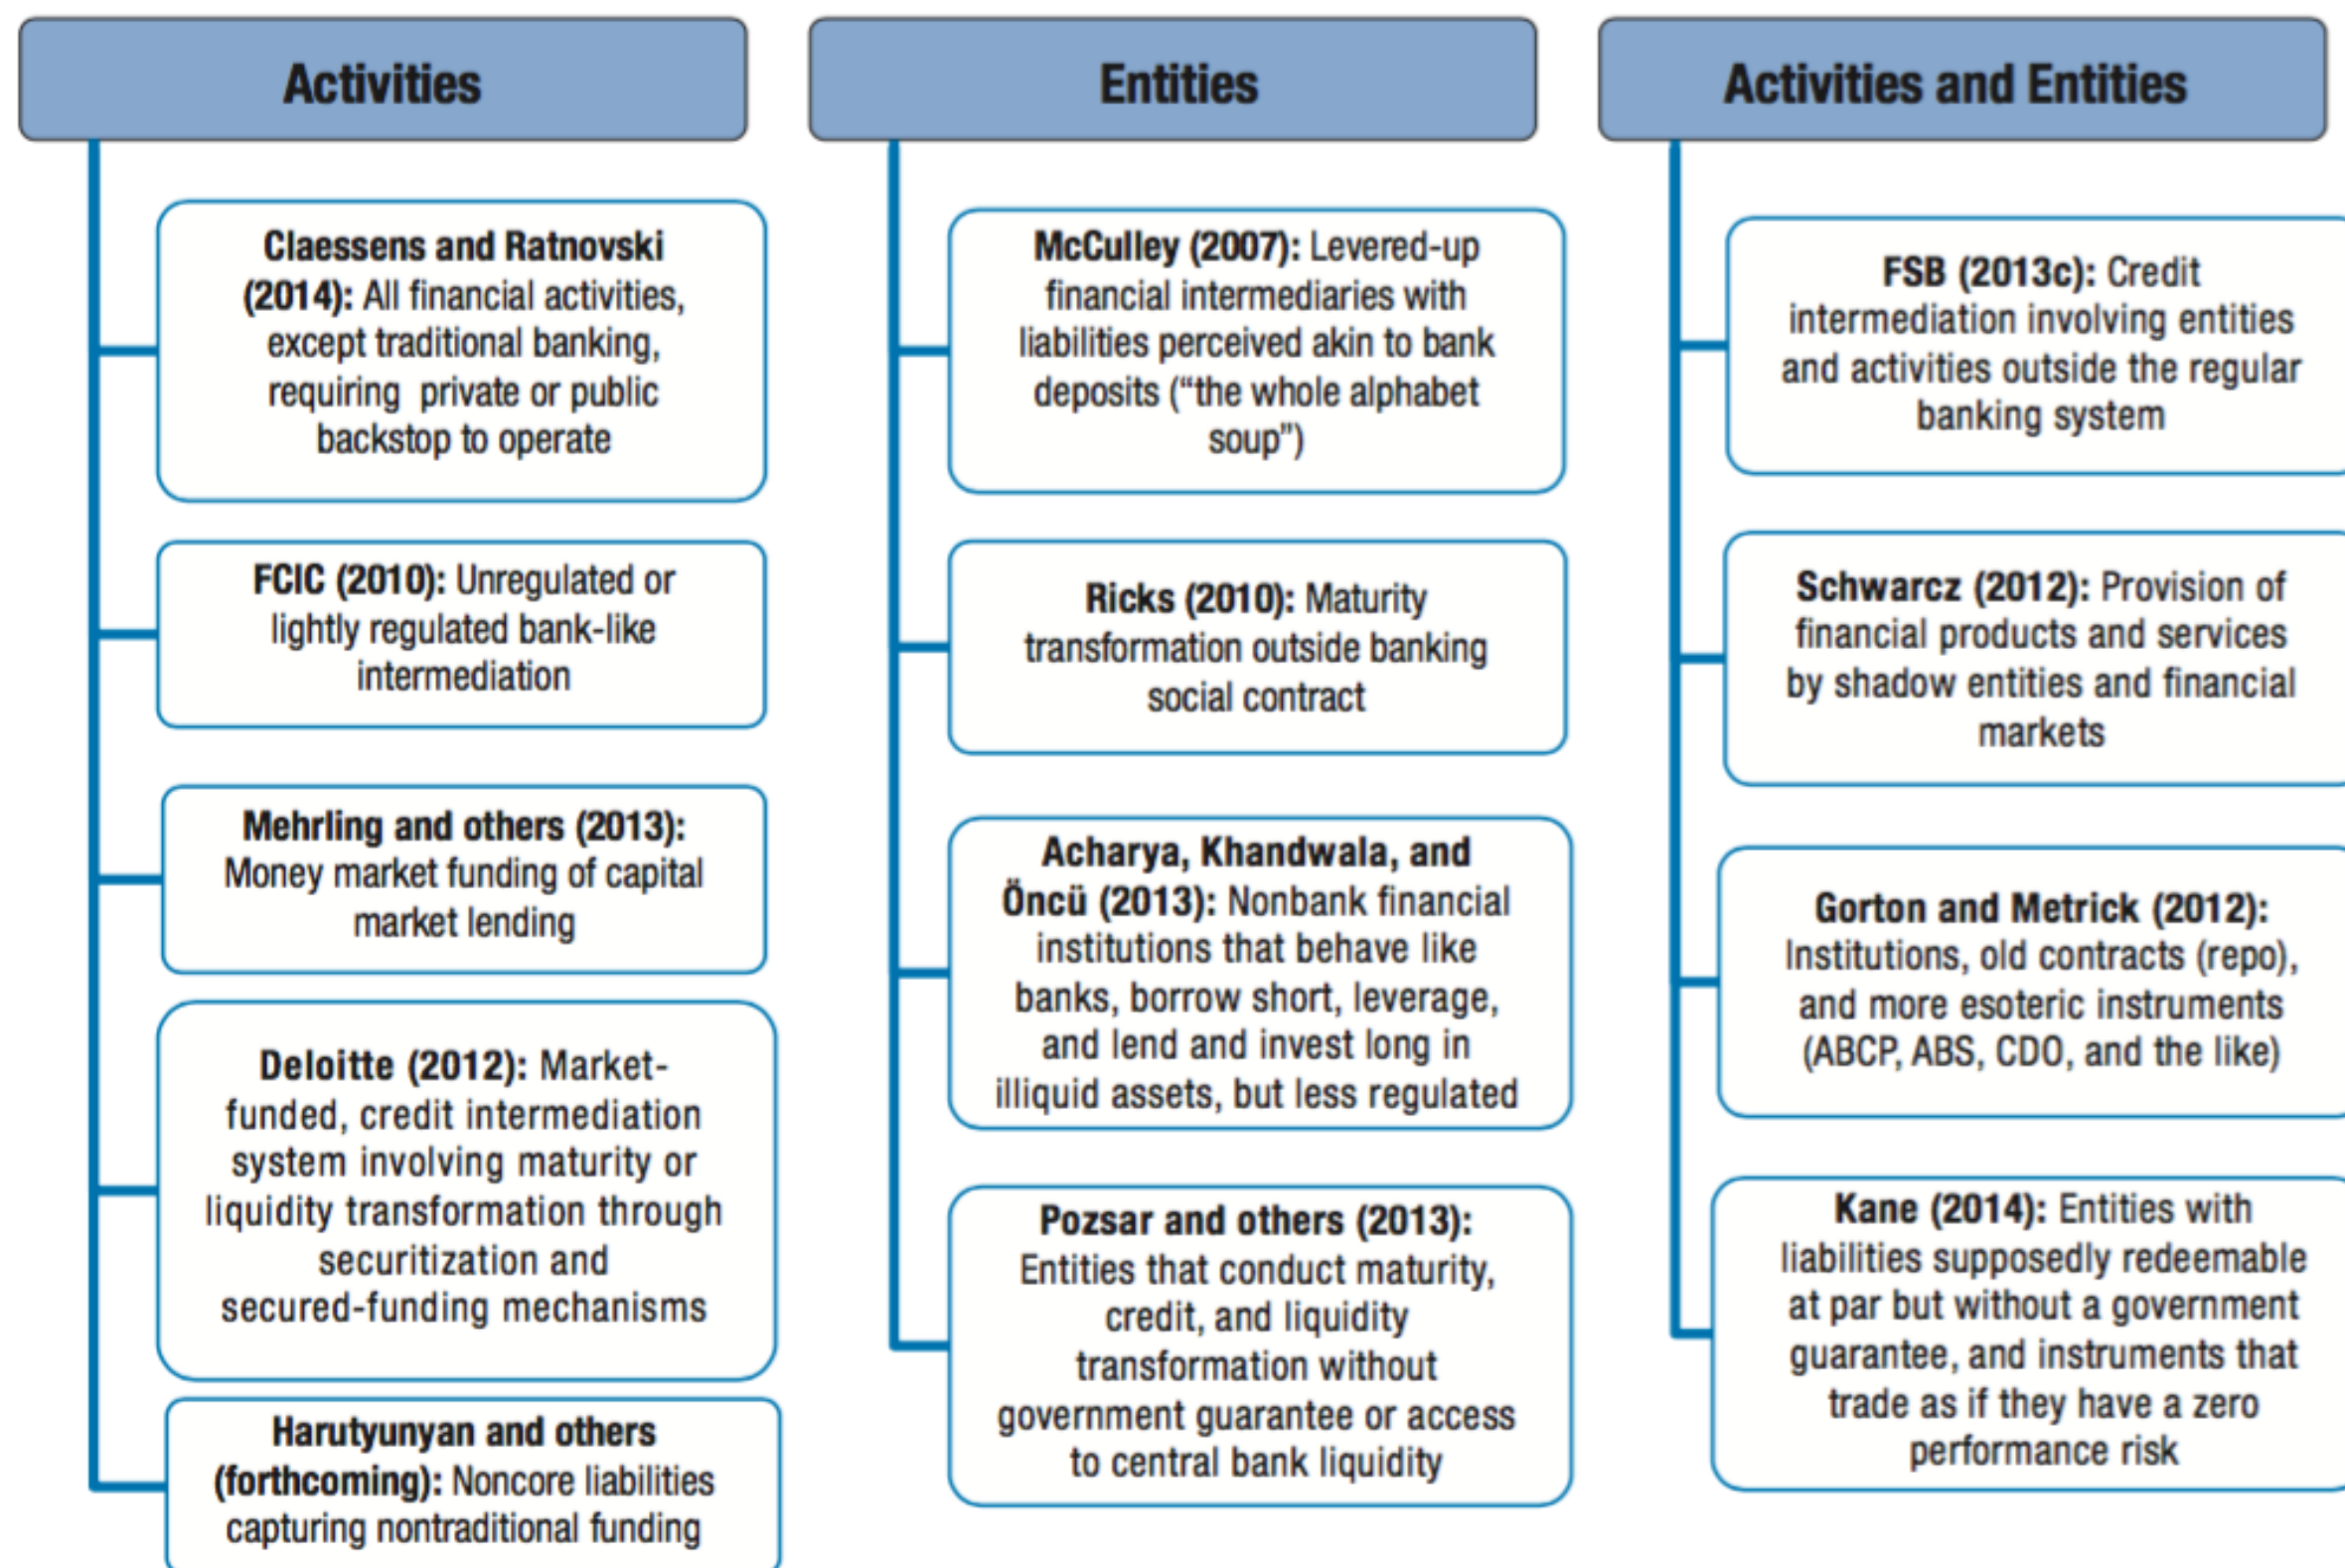 Activities
Claessens and Ratnovski
(2014): All financial activities,
except traditional banking,
requiring private or public
backstop to operate
FCIC (2010): Unregulated or
lightly regulated bank-like
intermediation
Mehrling and others (2013):
Money market funding of capital
market lending
Deloitte (2012): Market-
funded, credit intermediation
system involving maturity or
liquidity transformation through
securitization and
secured-funding mechanisms
Harutyunyan and others
(forthcoming): Noncore liabilities
capturing nontraditional funding
Entities
McCulley (2007): Levered-up
financial intermediaries with
liabilities perceived akin to bank
deposits (“the whole alphabet
soup”)
Ricks (2010): Maturity
transformation outside banking
social contract
Acharya, Khandwala, and
Öncü (2013): Nonbank financial
institutions that behave like
banks, borrow short, leverage,
and lend and invest long in
illiquid assets, but less regulated
Pozsar and others (2013):
Entities that conduct maturity,
credit, and liquidity
transformation without
government guarantee or access
to central bank liquidity
Activities and Entities
FSB (2013c): Credit
intermediation involving entities
and activities outside the regular
banking system
Schwarcz (2012): Provision of
financial products and services
by shadow entities and financial
markets
Gorton and Metrick (2012):
Institutions, old contracts (repo),
and more esoteric instruments
(ABCP, ABS, CDO, and the like)
Kane (2014): Entities with
liabilities supposedly redeemable
at par but without a government
guarantee, and instruments that
trade as if they have a zero
performance risk